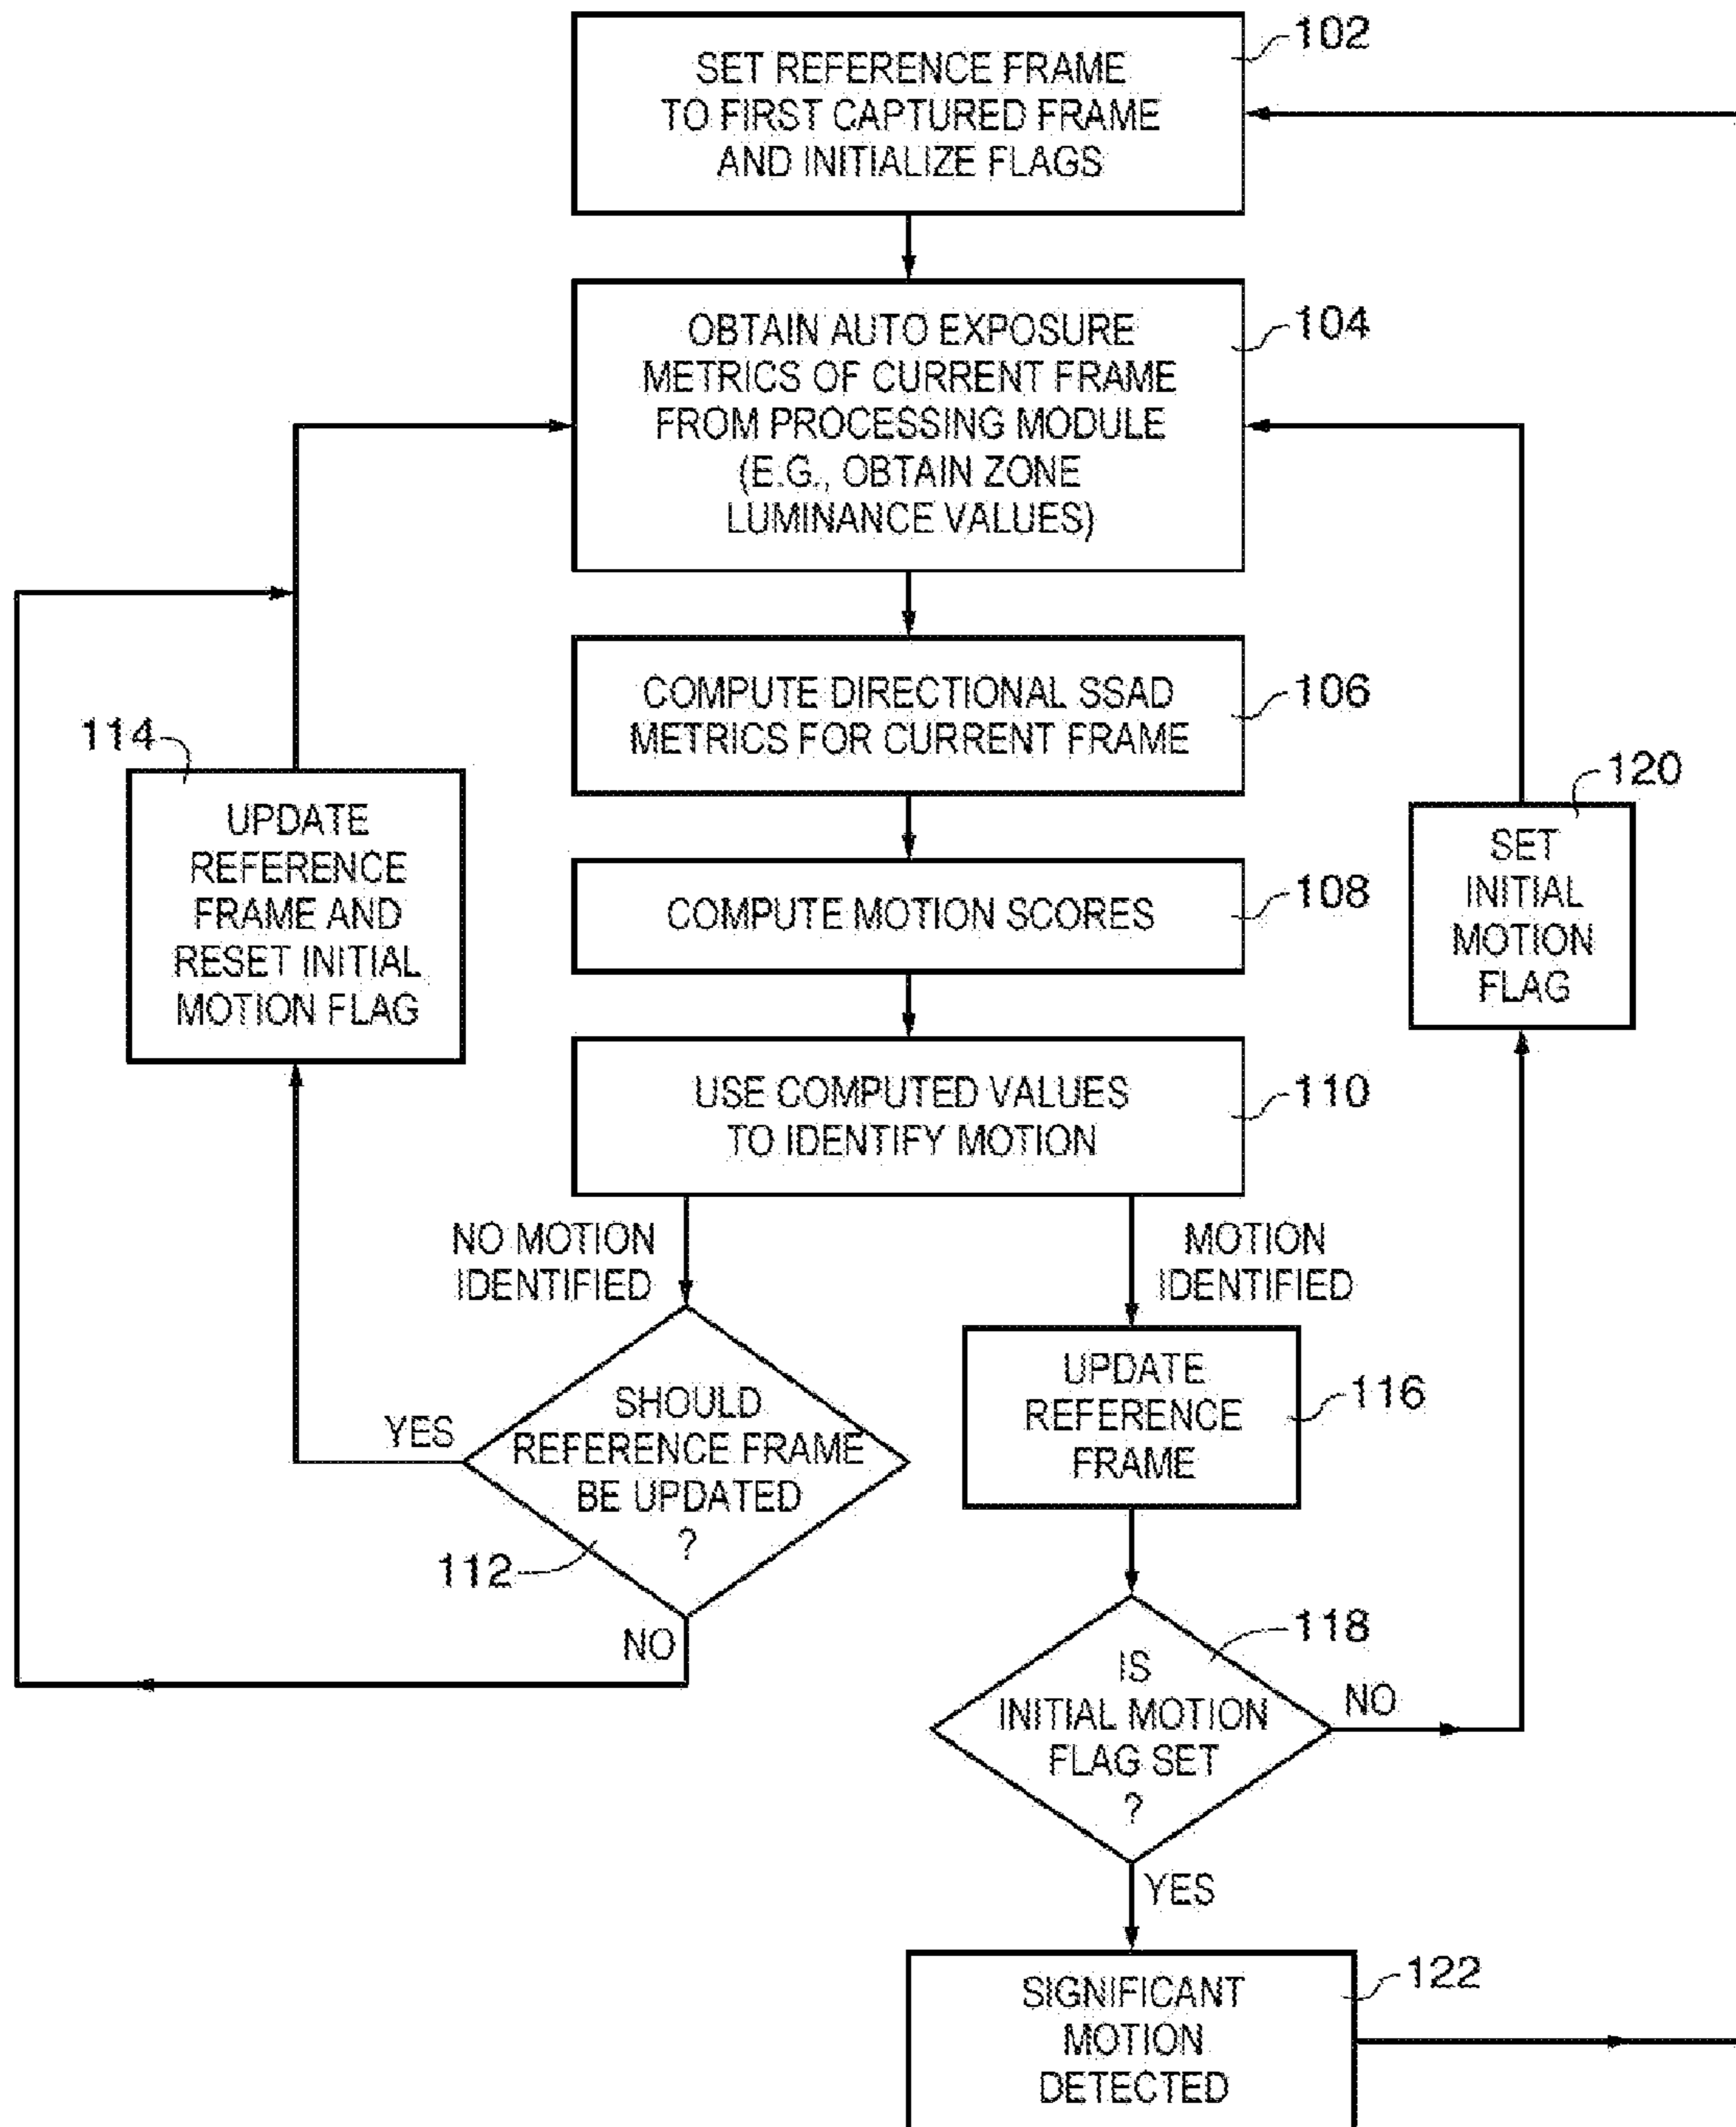 SET REFERENCE FRAME
TO FIRST CAPTURED FRAME
AND INITIALIZE FLAGS
102
OBTAIN AUTO EXPOSURE
METRICS OF CURRENT FRAME
FROM PROCESSING MODULE
(E.G., OBTAIN ZONE
LUMINANCE VALUES)
104
COMPUTE DIRECTIONAL SSAD
METRICS FOR CURRENT FRAME
106
114
UPDATE
REFERENCE
FRAME AND
RESET INITIAL
MOTION FLAG
120
SET
INITIAL
MOTION
FLAG
COMPUTE MOTION SCORES
108
USE COMPUTED VALUES
TO IDENTIFY MOTION
110
NO MOTION
IDENTIFIED
MOTION
IDENTIFIED
SHOULD
REFERENCE FRAME
BE UPDATED
?
YES
112
NO
UPDATE
REFERENCE
FRAME
116
IS
INITIAL MOTION
FLAG SET
?
118
NO
YES
SIGNIFICANT
MOTION
DETECTED
122